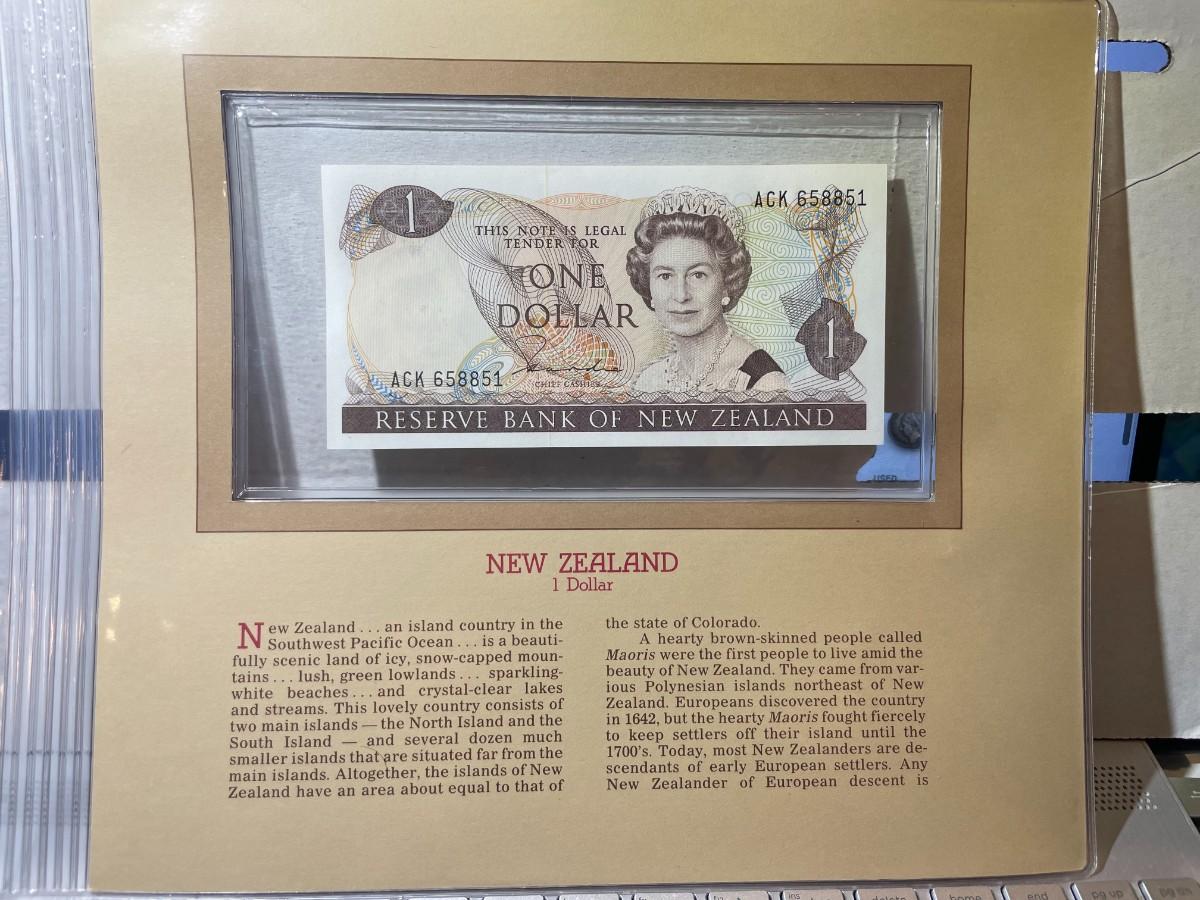 1
ACK 658851
THIS NOTE IS LEGAL
TENDER FOR
ONE
DOLLAR
1
ACK 658851
CHIEF CASHIER
RESERVE BANK OF NEW ZEALAND
USED
NEW ZEALAND
1 Dollar
New Zealand . . . an island country in the
Southwest Pacific Ocean . . . is a beauti-
fully scenic land of icy, snow-capped moun-
tains . . . lush, green lowlands . . . sparkling-
white beaches . . . and crystal-clear lakes
and streams. This lovely country consists of
two main islands — the North Island and the
South Island — and several dozen much
smaller islands that are situated far from the
main islands. Altogether, the islands of New
Zealand have an area about equal to that of
the state of Colorado.
A hearty brown-skinned people called
Maoris were the first people to live amid the
beauty of New Zealand. They came from var-
ious Polynesian islands northeast of New
Zealand. Europeans discovered the country
in 1642, but the hearty Maoris fought fiercely
to keep settlers off their island until the
1700's. Today, most New Zealanders are de-
scendants of early European settlers. Any
New Zealander of European descent is
ins
delete
home
end
pg up